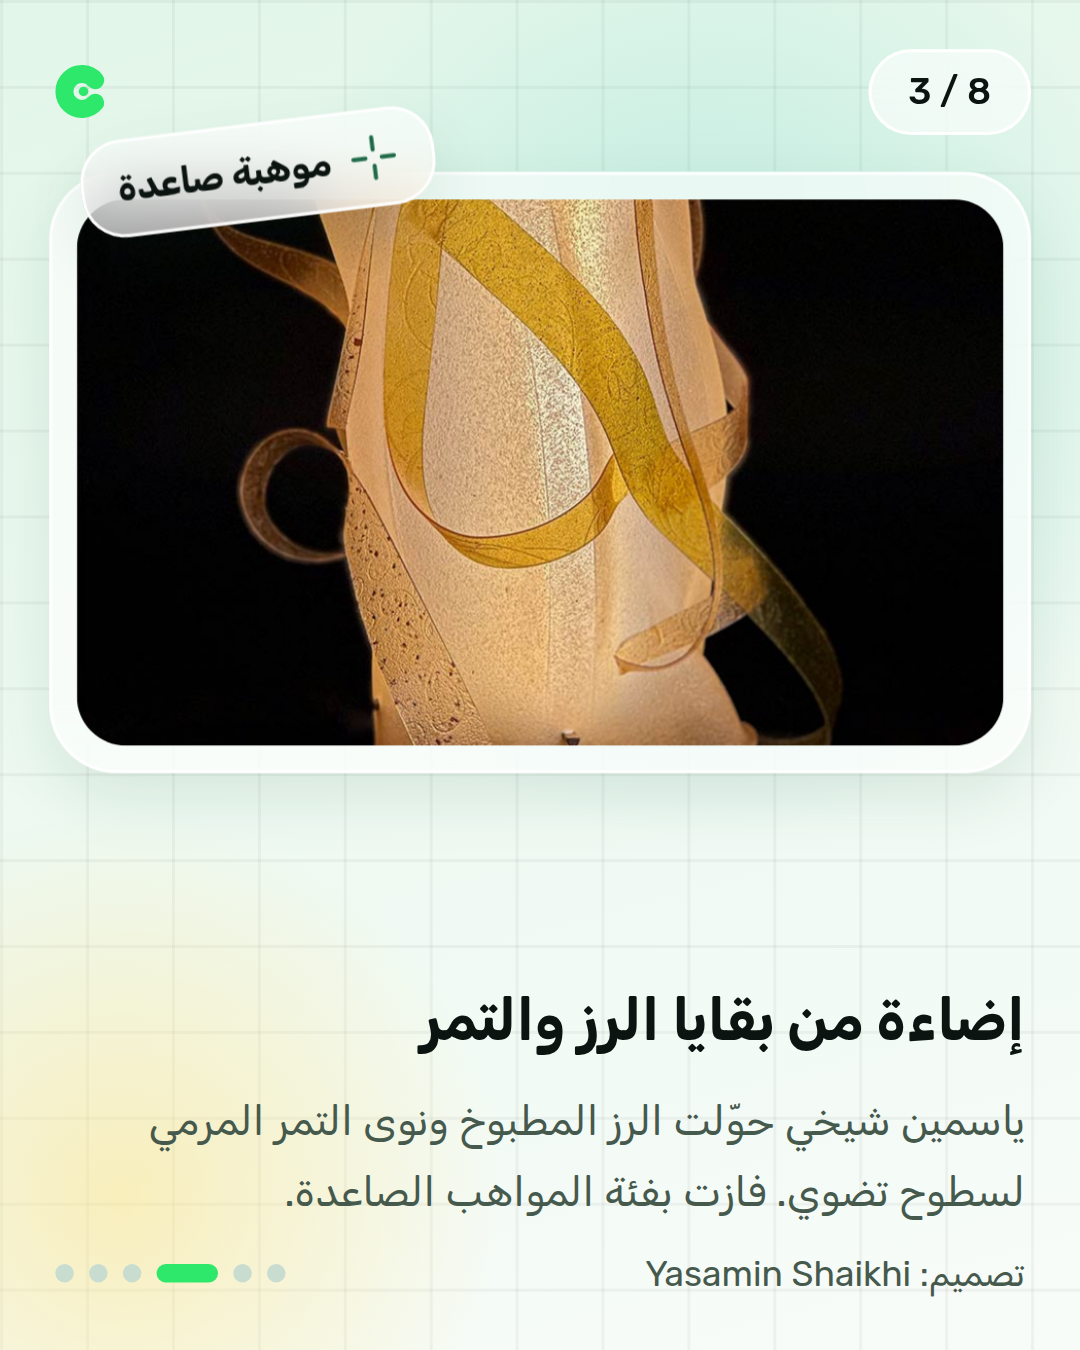 3 / 8
موهبة صاعدة
إضاءة من بقايا الرز والتمر
ياسمين شيخي حوّلت الرز المطبوخ ونوى التمر المرمي
لسطوح تضوي. فازت بفئة المواهب الصاعدة.
تصميم: Yasamin Shaikhi